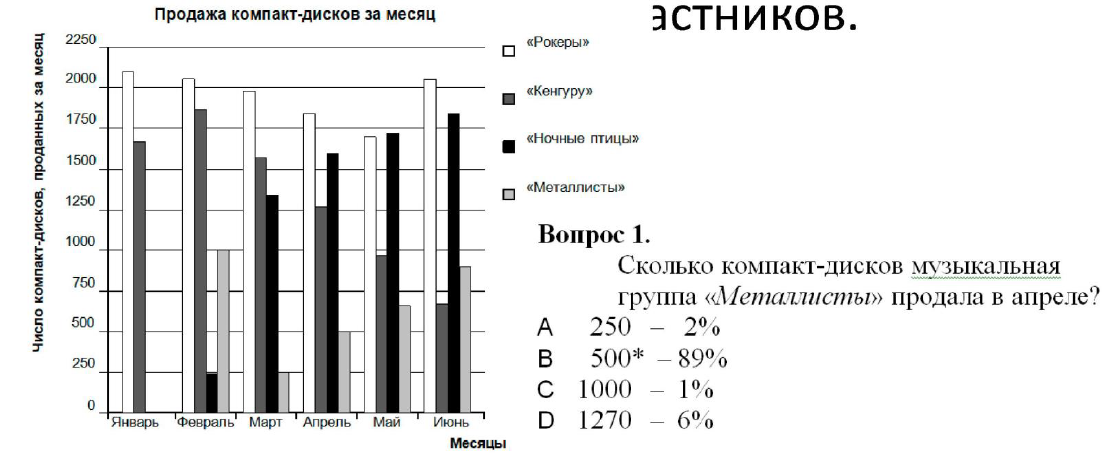 Продажа компакт-дисков за месяц
астников.
Число компакт-дисков, проданных за месяц
2250
2000
1750
1500
1250
1000
750
500
250
0
Январь Февраль Март Апрель Май Июнь
Месяцы
«Рокеры»
«Кенгуру»
«Ночные птицы»
«Металлисты»
Вопрос 1.
Сколько компакт-дисков музыкальная
группа «Металлисты» продала в апреле?
A 250 – 2%
B 500* – 89%
C 1000 – 1%
D 1270 – 6%